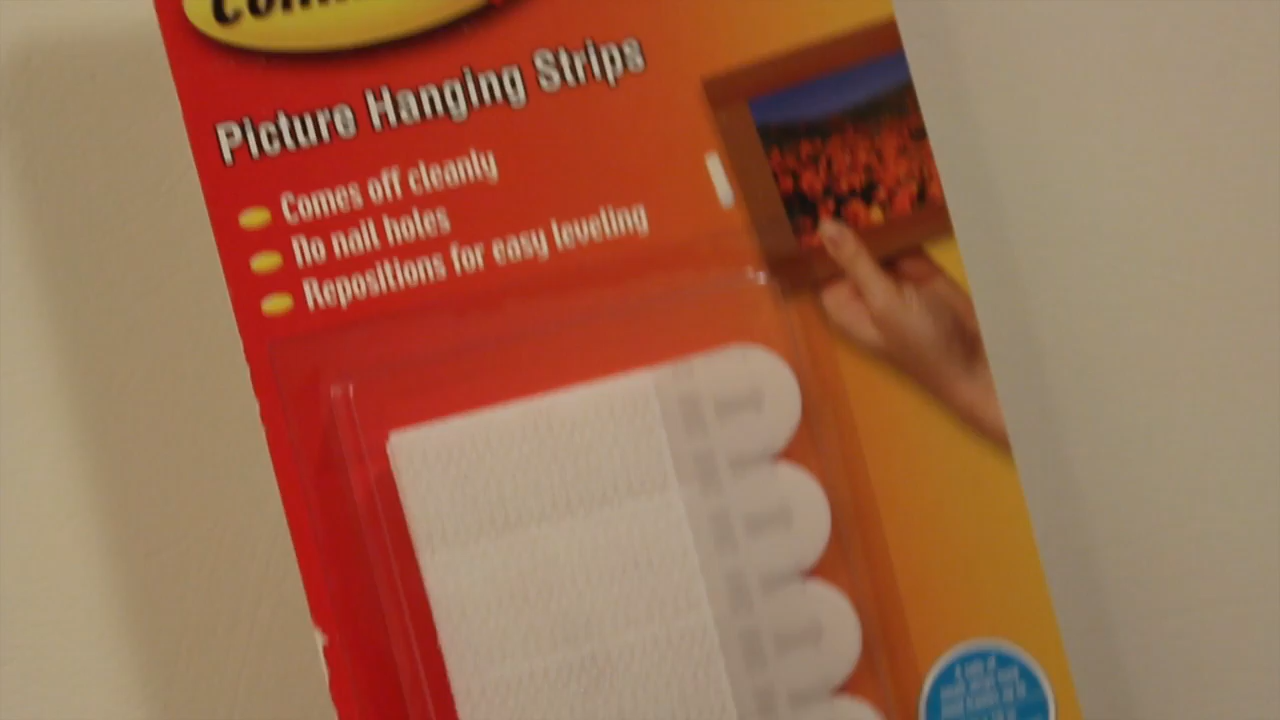 Picture Hanging Strips
Comes off cleanly
No nail holes
Repositions for easy leveling